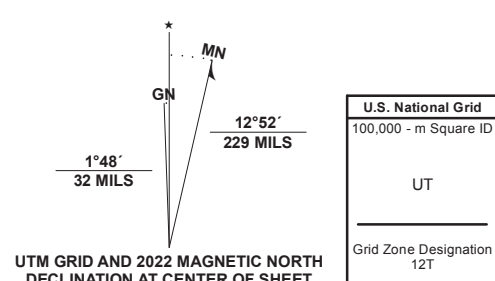 ★
MN
GN
12°52´
229 MILS
1°48´
32 MILS
UTM GRID AND 2022 MAGNETIC NORTH
DECLINATION AT CENTER OF SHEET
U.S. National Grid
100,000 - m Square ID
UT
Grid Zone Designation
12T